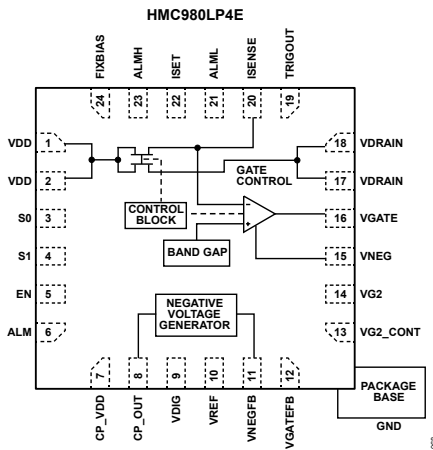 HMC980LP4E
FIXBIAS
ALMH
ISET
ALML
ISENSE
TRIGOUT
24
23
22
21
20
19
VDD 1
18 VDRAIN
VDD 2
GATE
CONTROL
17 VDRAIN
S0 3
CONTROL
BLOCK
–
+
16 VGATE
S1 4
BAND GAP
15 VNEG
EN 5
NEGATIVE
VOLTAGE
GENERATOR
14 VG2
ALM 6
13 VG2_CONT
7
8
9
10
11
12
CP_VDD
CP_OUT
VDIG
VREF
VNEGFB
VGATEFB
PACKAGE
BASE
GND